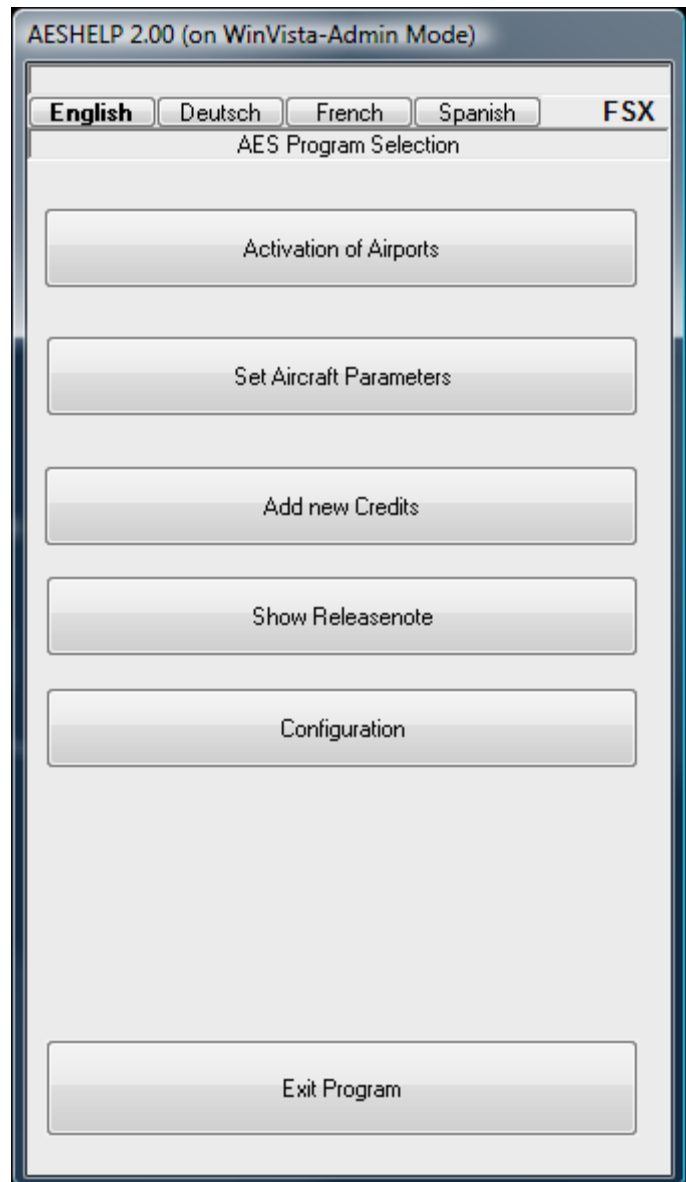 AESHELP 2.00 (on WinVista-Admin Mode)
English Deutsch French Spanish FSX
AES Program Selection
Activation of Airports
Set Aircraft Parameters
Add new Credits
Show Releasenote
Configuration
Exit Program